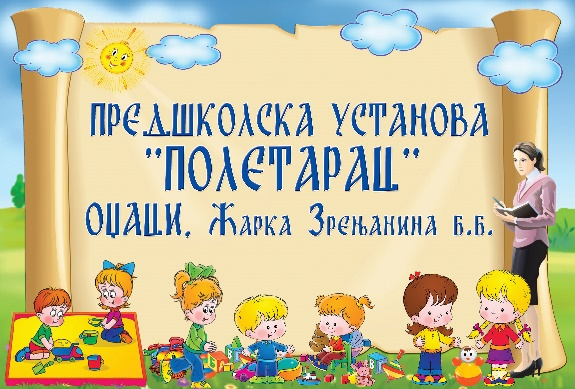 ПРЕДШКОЛСКА УСТАНОВА
"ПОЛЕТАРАЦ"
ОЏАЦИ, Жарка Зрењанина б.б.